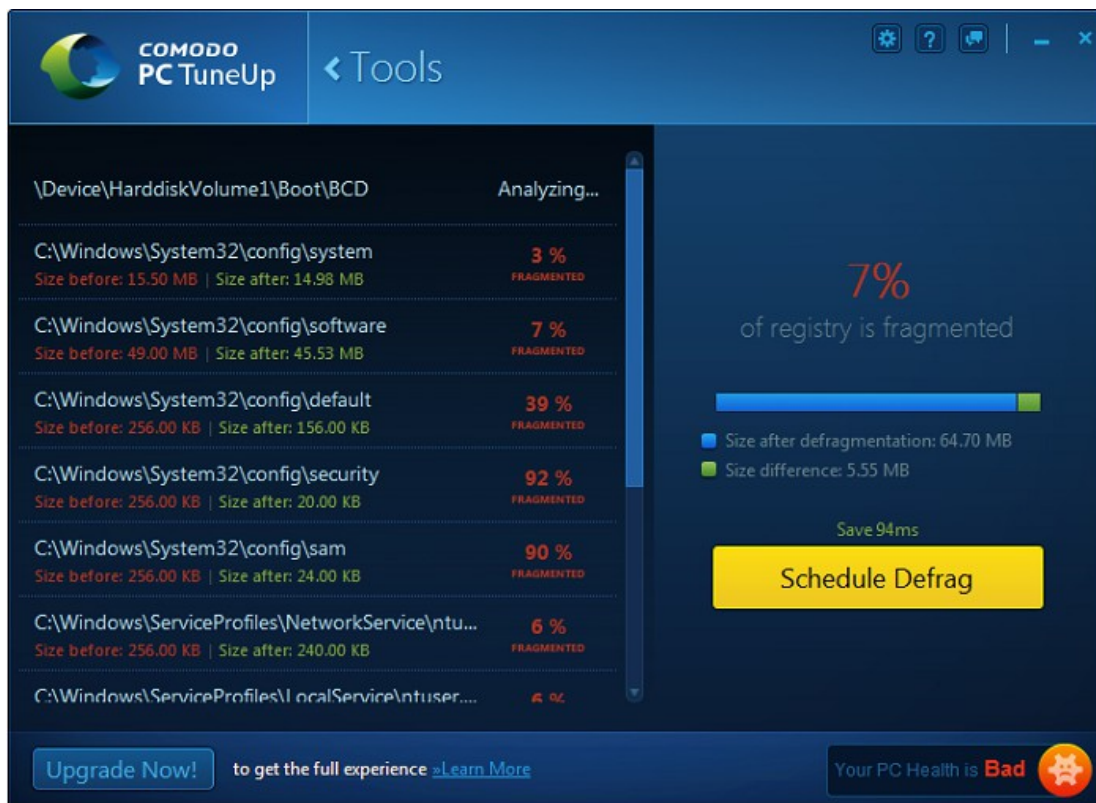 COMODO
PC TuneUp
Tools
?
\Device\HarddiskVolume1\Boot\BCD Analyzing...
C:\Windows\System32\config\system 3 %
Size before: 15.50 MB | Size after: 14.98 MB FRAGMENTED
C:\Windows\System32\config\software 7 %
Size before: 49.00 MB | Size after: 45.53 MB FRAGMENTED
C:\Windows\System32\config\default 39 %
Size before: 256.00 KB | Size after: 156.00 KB FRAGMENTED
C:\Windows\System32\config\security 92 %
Size before: 256.00 KB | Size after: 20.00 KB FRAGMENTED
C:\Windows\System32\config\sam 90 %
Size before: 256.00 KB | Size after: 24.00 KB FRAGMENTED
C:\Windows\ServiceProfiles\NetworkService\ntu... 6 %
Size before: 256.00 KB | Size after: 240.00 KB FRAGMENTED
C:\Windows\ServiceProfiles\LocalService\ntuser.... 6 %
7%
of registry is fragmented
Size after defragmentation: 64.70 MB
Size difference: 5.55 MB
Save 94ms
Schedule Defrag
Upgrade Now! to get the full experience »Learn More
Your PC Health is Bad